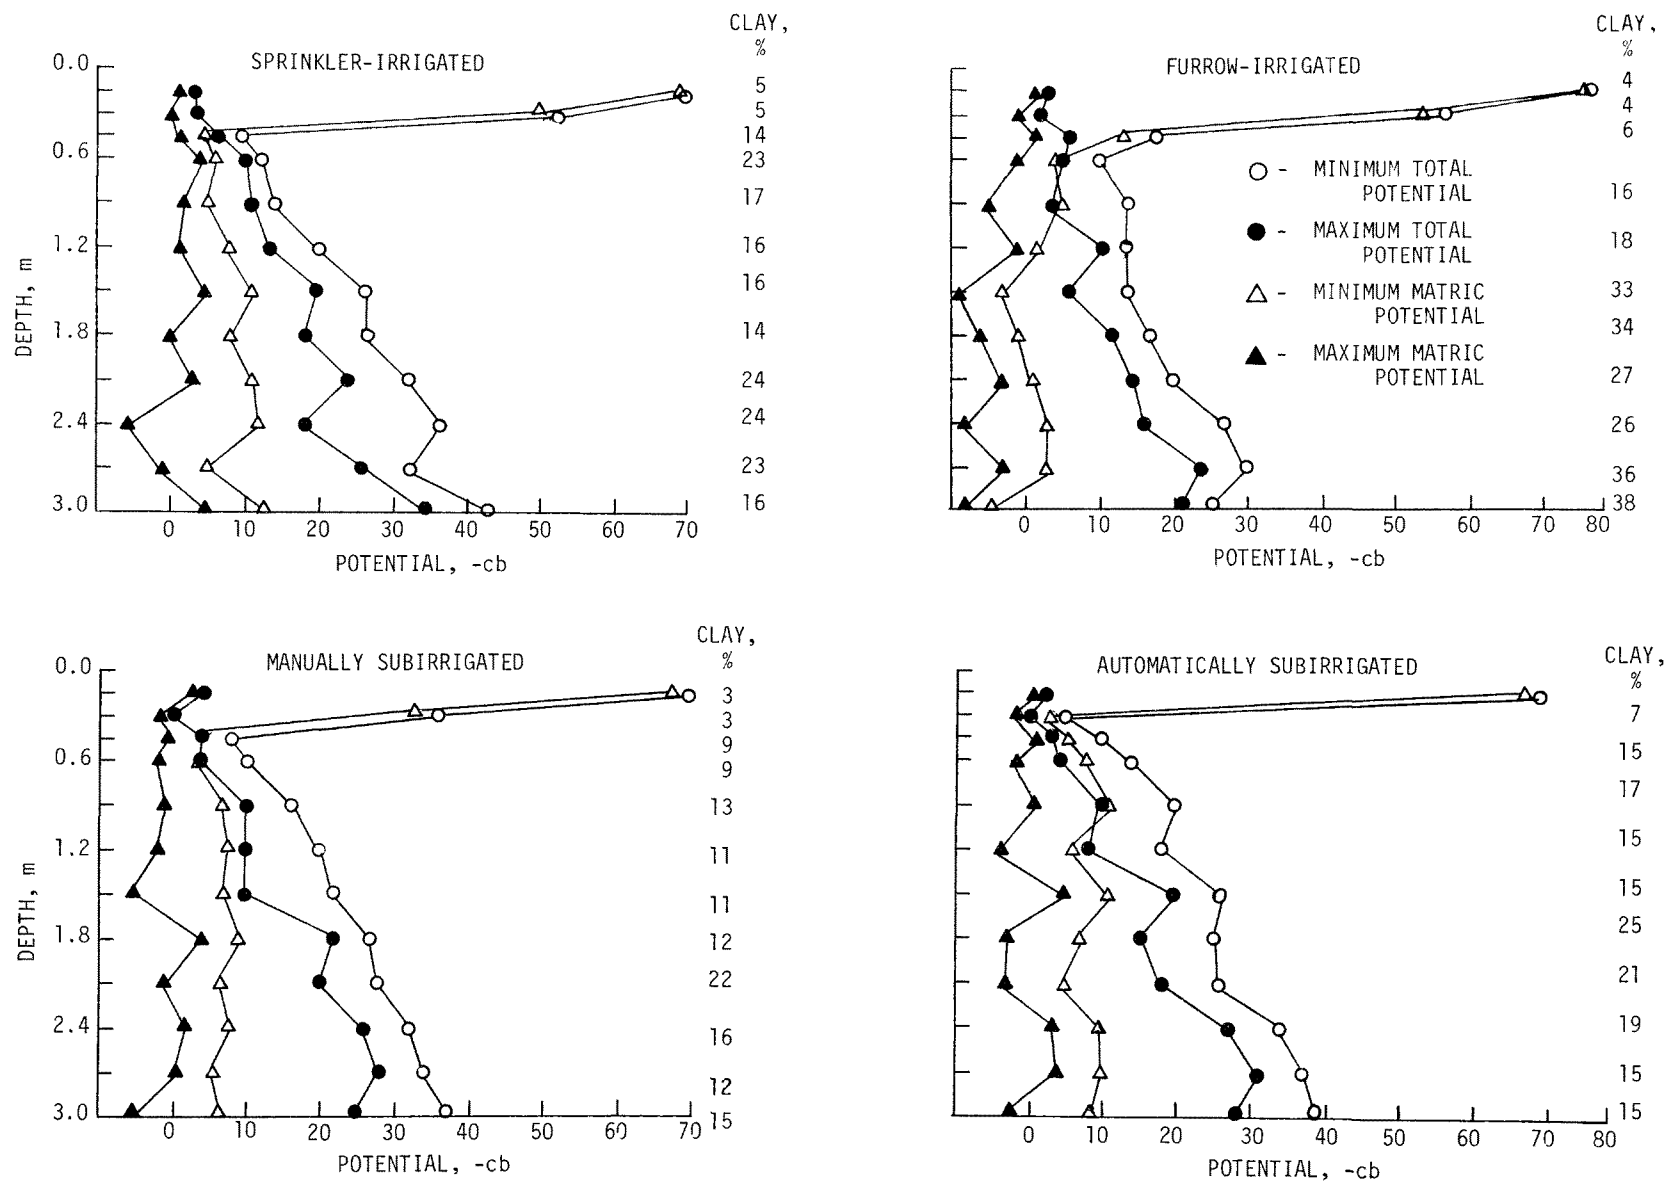 CLAY,
%
SPRINKLER-IRRIGATED
0.0
0.6
1.2
1.8
2.4
3.0
DEPTH, m
5
5
14
23
17
16
16
14
24
24
23
16
0 10 20 30 40 50 60 70
POTENTIAL, -cb
CLAY,
%
FURROW-IRRIGATED
4
4
6
16
18
33
34
27
26
36
38
○ - MINIMUM TOTAL
POTENTIAL
● - MAXIMUM TOTAL
POTENTIAL
△ - MINIMUM MATRIC
POTENTIAL
▲ - MAXIMUM MATRIC
POTENTIAL
0 10 20 30 40 50 60 70 80
POTENTIAL, -cb
CLAY,
%
MANUALLY SUBIRRIGATED
0.0
0.6
1.2
1.8
2.4
3.0
DEPTH, m
3
3
9
9
13
11
11
12
22
16
12
15
0 10 20 30 40 50 60 70
POTENTIAL, -cb
CLAY,
%
AUTOMATICALLY SUBIRRIGATED
7
15
17
15
15
25
21
19
15
15
0 10 20 30 40 50 60 70 80
POTENTIAL, -cb